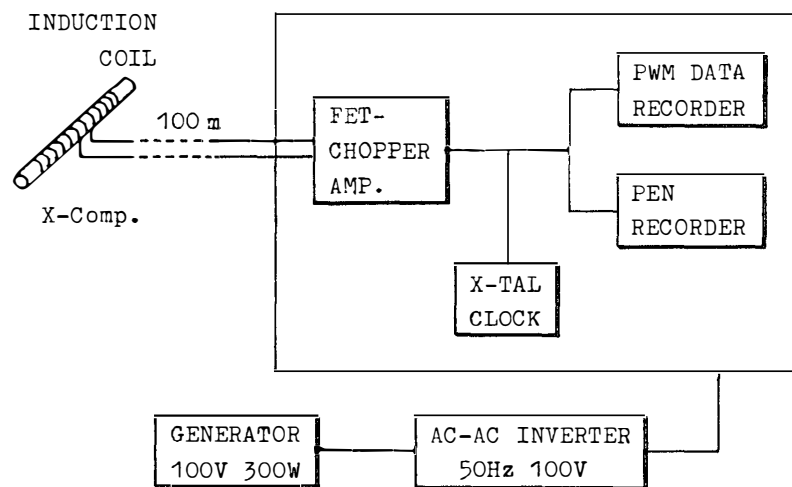 INDUCTION
COIL
100 m
X-Comp.
FET-
CHOPPER
AMP.
PWM DATA
RECORDER
PEN
RECORDER
X-TAL
CLOCK
GENERATOR
100V 300W
AC-AC INVERTER
50Hz 100V